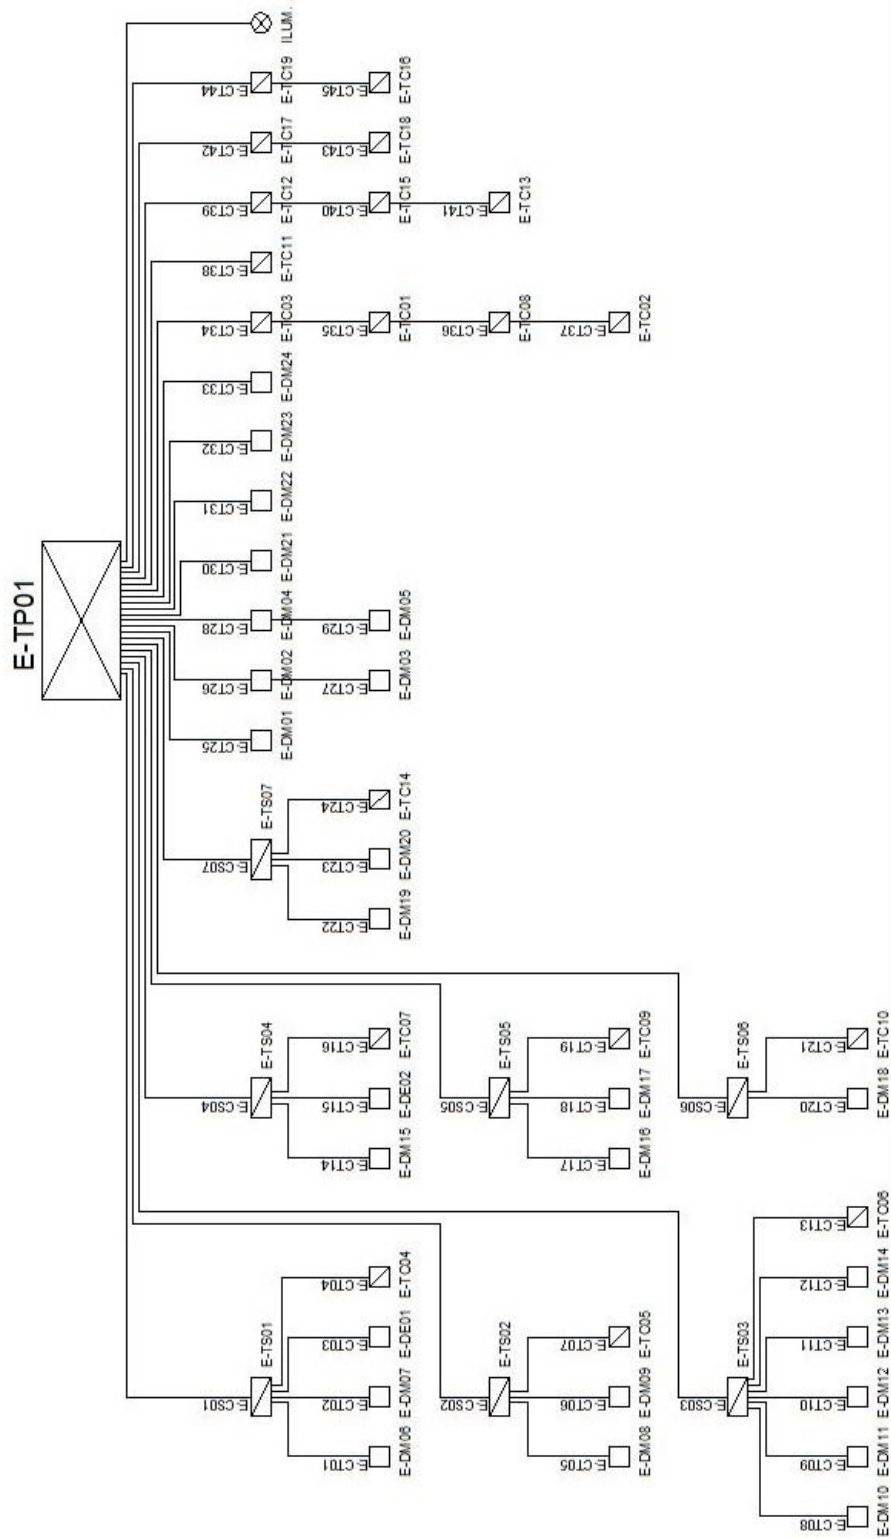 E-TP01
ILUM.
E-CT44
E-TC19
E-CT45
E-TC16
E-CT42
E-TC17
E-CT43
E-TC18
E-CT39
E-TC12
E-CT40
E-TC15
E-CT41
E-TC13
E-CT38
E-TC11
E-CT34
E-TC03
E-CT35
E-TC01
E-CT36
E-TC08
E-CT37
E-TC02
E-CT33
E-DM24
E-CT32
E-DM23
E-CT31
E-DM22
E-CT30
E-DM21
E-CT28
E-DM04
E-CT29
E-DM05
E-CT26
E-DM02
E-CT27
E-DM03
E-CT25
E-DM01
E-CS07
E-TS07
E-CT24
E-TC14
E-CT23
E-DM20
E-CT22
E-DM19
E-CS04
E-TS04
E-CT16
E-TC07
E-CT15
E-DE02
E-CT14
E-DM15
E-CS05
E-TS05
E-CT19
E-TC09
E-CT18
E-DM17
E-CT17
E-DM16
E-CS06
E-TS06
E-CT21
E-TC10
E-CT20
E-DM18
E-CS01
E-TS01
E-CT04
E-TC04
E-CT03
E-DE01
E-CT02
E-DM07
E-CT01
E-DM06
E-CS02
E-TS02
E-CT07
E-TC05
E-CT06
E-DM09
E-CT05
E-DM08
E-CS03
E-TS03
E-CT13
E-TC06
E-CT12
E-DM14
E-CT11
E-DM13
E-CT10
E-DM12
E-CT09
E-DM11
E-CT08
E-DM10